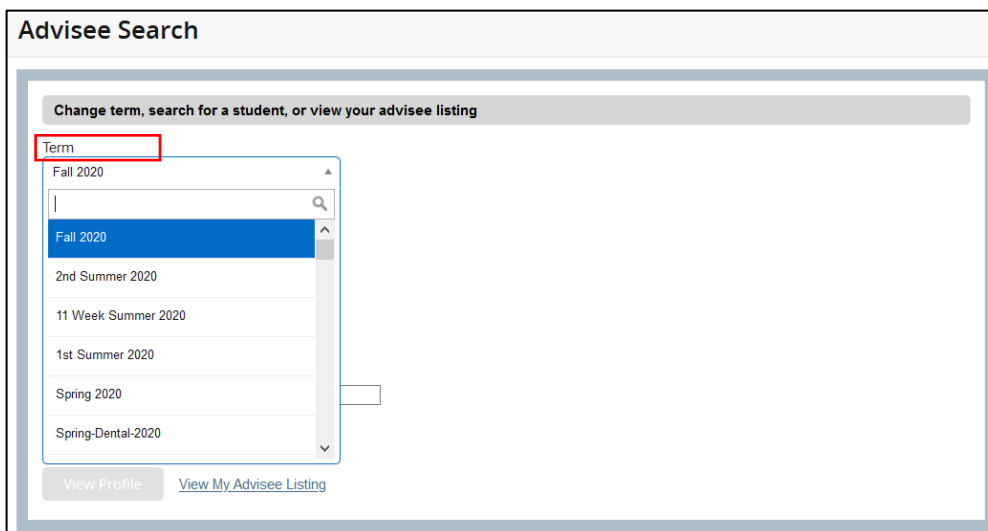 Advisee Search
Change term, search for a student, or view your advisee listing
Term
Fall 2020
Fall 2020
2nd Summer 2020
11 Week Summer 2020
1st Summer 2020
Spring 2020
Spring-Dental-2020
View Profile View My Advisee Listing